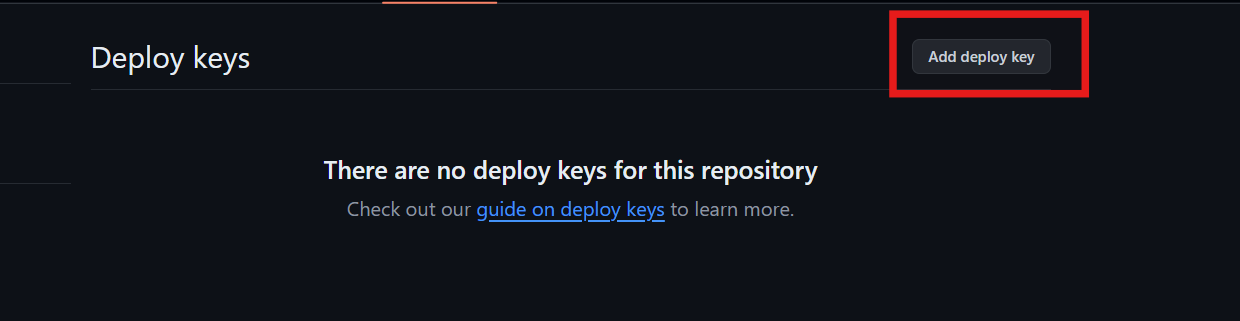 Deploy keys
Add deploy key
There are no deploy keys for this repository
Check out our guide on deploy keys to learn more.